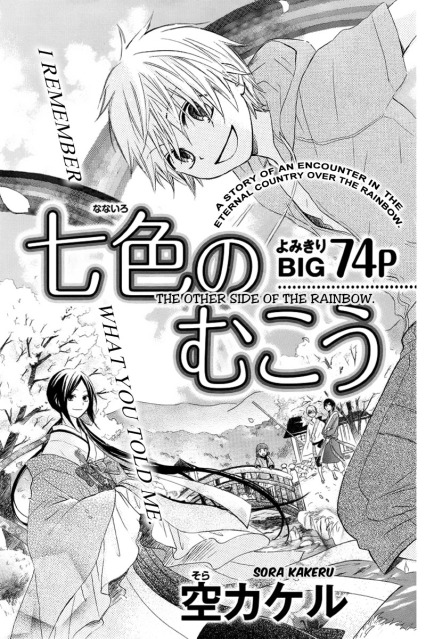 I REMEMBER
A STORY OF AN ENCOUNTER IN THE
ETERNAL COUNTRY OVER THE RAINBOW.
なないろ
七色の
よみきり
BIG 74P
THE OTHER SIDE OF THE RAINBOW.
むこう
WHAT YOU TOLD ME.
SORA KAKERU
そら
空カケル